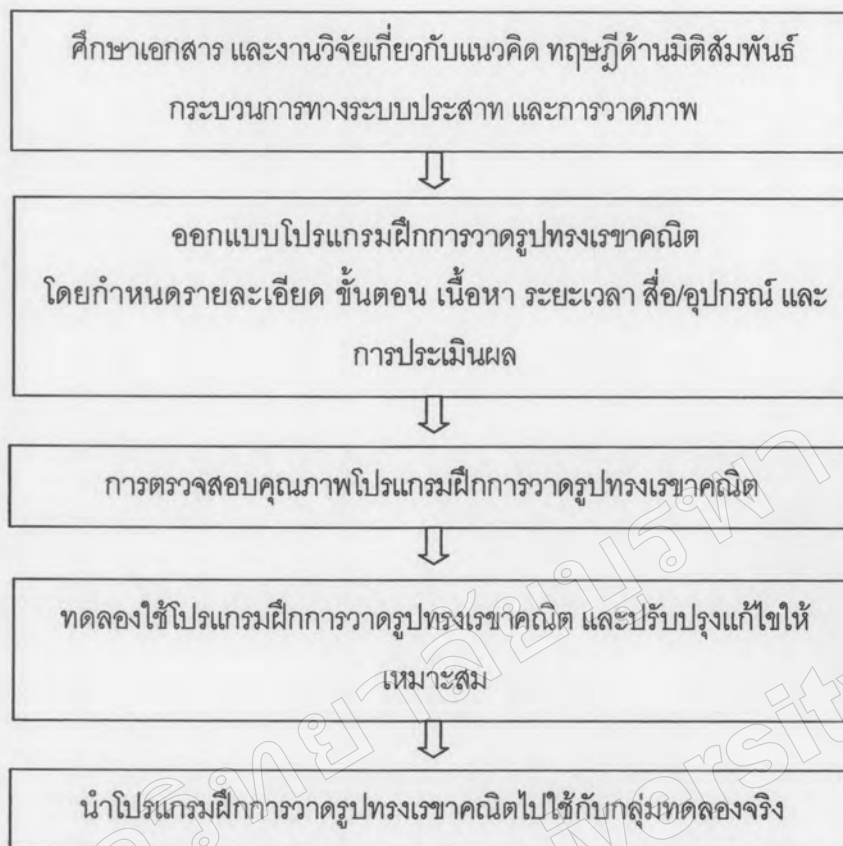 ศึกษาเอกสาร และงานวิจัยเกี่ยวกับแนวคิด ทฤษฎีด้านมิติสัมพันธ์
กระบวนการทางระบบประสาท และการวาดภาพ
ออกแบบโปรแกรมฝึกการวาดรูปทรงเรขาคณิต
โดยกำหนดรายละเอียด ขั้นตอน เนื้อหา ระยะเวลา สื่อ/อุปกรณ์ และ
การประเมินผล
การตรวจสอบคุณภาพโปรแกรมฝึกการวาดรูปทรงเรขาคณิต
ทดลองใช้โปรแกรมฝึกการวาดรูปทรงเรขาคณิต และปรับปรุงแก้ไขให้
เหมาะสม
นำโปรแกรมฝึกการวาดรูปทรงเรขาคณิตไปใช้กับกลุ่มทดลองจริง